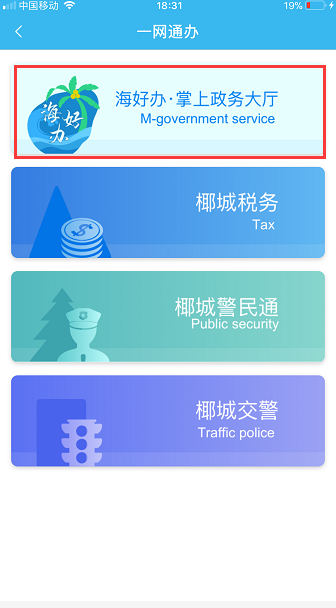 中国移动 18:31 19%
一网通办
海好办
海好办·掌上政务大厅
M-government service
椰城税务
Tax
椰城警民通
Public security
椰城交警
Traffic police